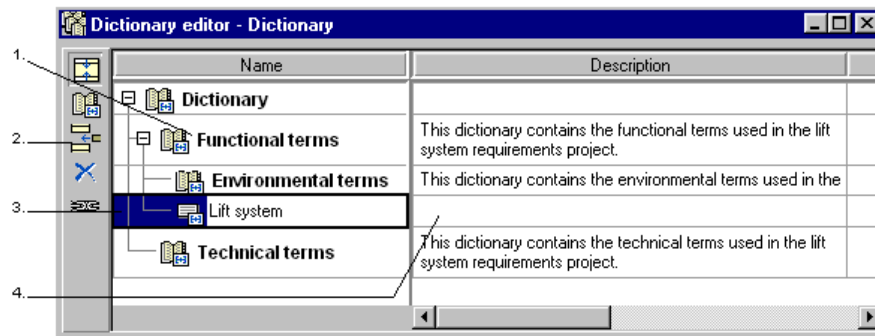 Dictionary editor - Dictionary
1.
Name
Description
Dictionary
Functional terms
This dictionary contains the functional terms used in the lift
system requirements project.
2.
Environmental terms
This dictionary contains the environmental terms used in the
3.
Lift system
Technical terms
This dictionary contains the technical terms used in the lift
system requirements project.
4.